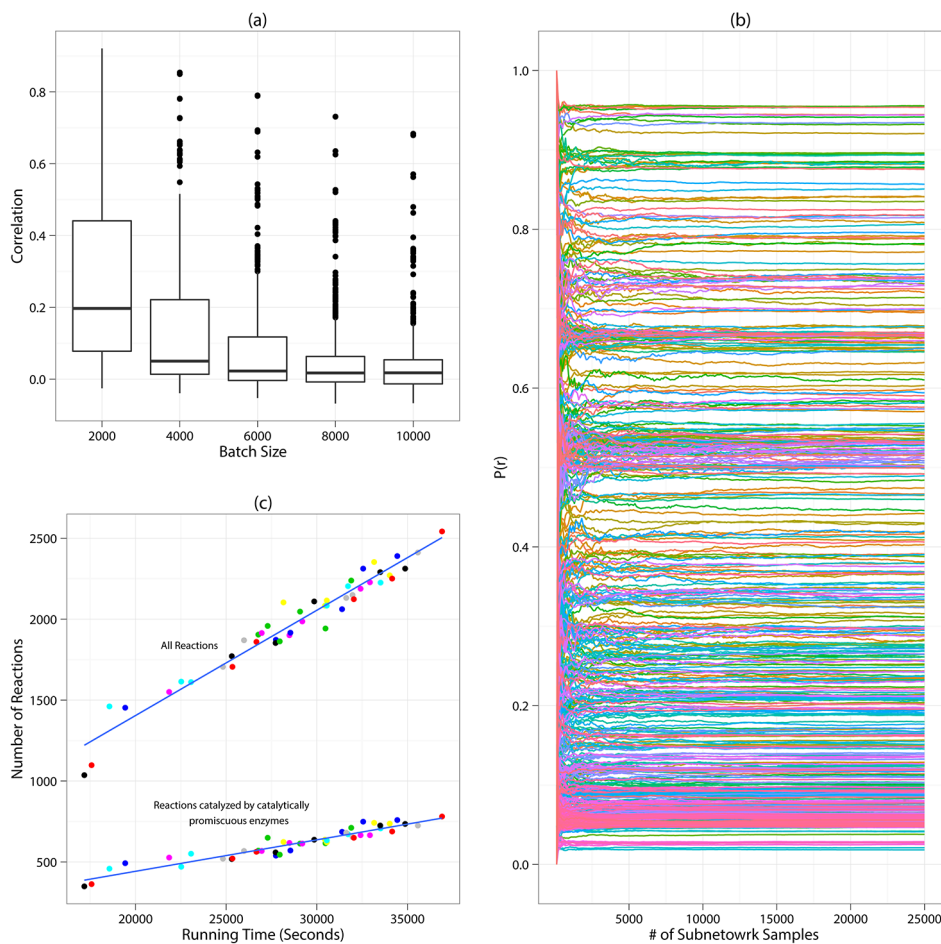 (a)
Correlation
0.8
0.6
0.4
0.2
0.0
2000 4000 6000 8000 10000
Batch Size
(b)
P(r)
1.0
0.8
0.6
0.4
0.2
0.0
5000 10000 15000 20000 25000
# of Subnetowrk Samples
(c)
Number of Reactions
2500
2000
1500
1000
500
All Reactions
Reactions catalyzed by catalytically
promiscuous enzymes
20000 25000 30000 35000
Running Time (Seconds)